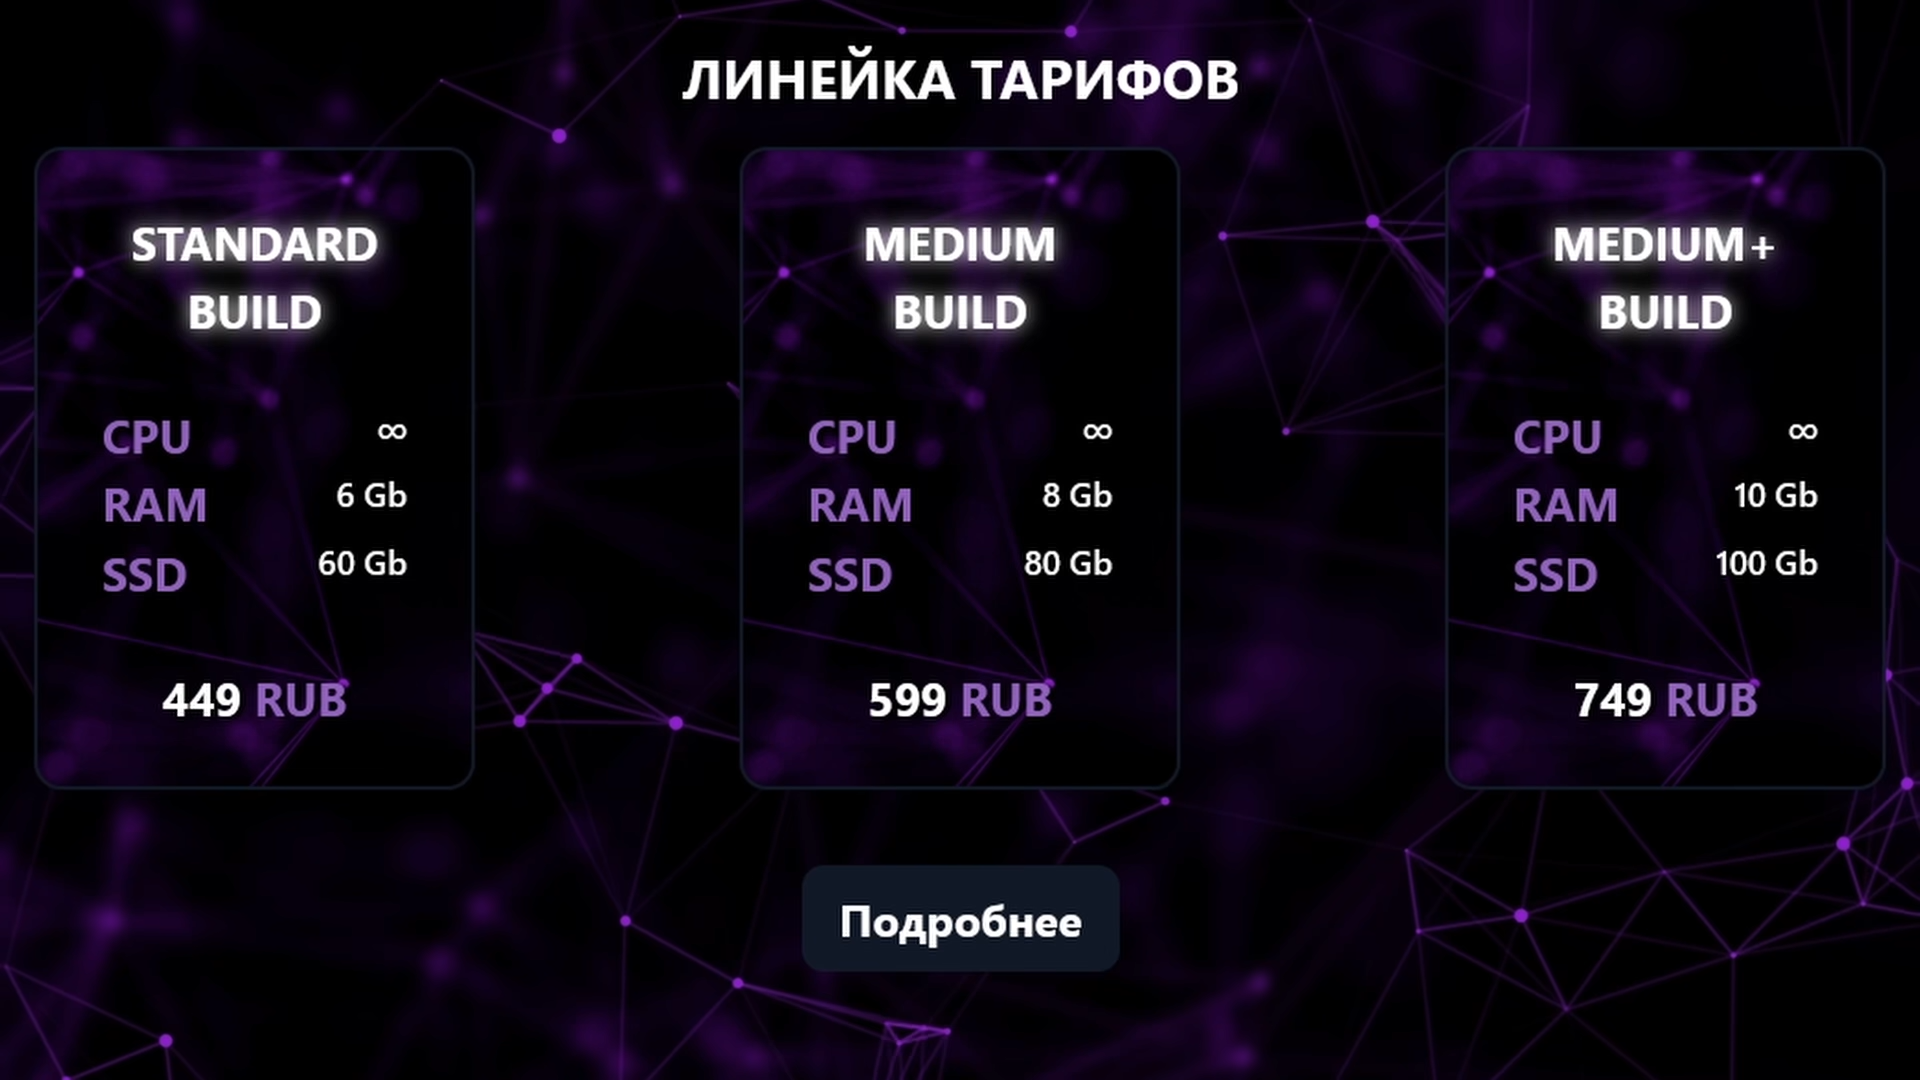 ЛИНЕЙКА ТАРИФОВ
STANDARD
BUILD
CPU ∞
RAM 6 Gb
SSD 60 Gb
449 RUB
MEDIUM
BUILD
CPU ∞
RAM 8 Gb
SSD 80 Gb
599 RUB
MEDIUM+
BUILD
CPU ∞
RAM 10 Gb
SSD 100 Gb
749 RUB
Подробнее